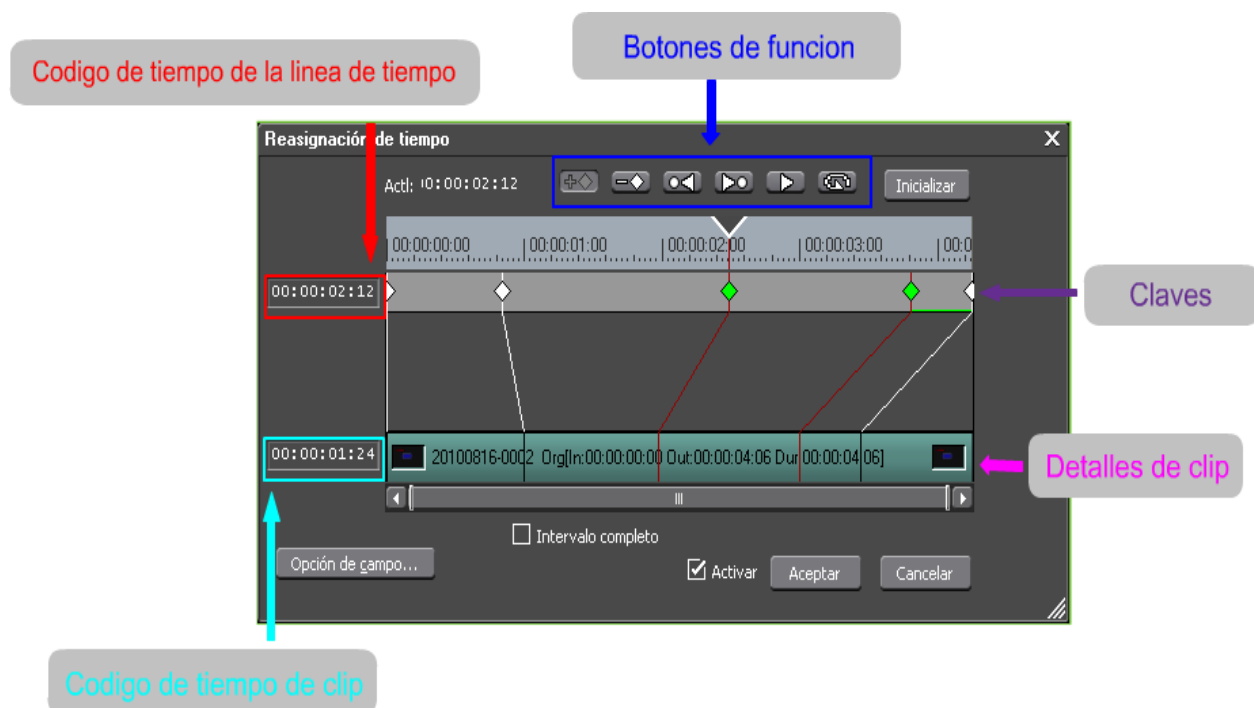 Botones de funcion
Codigo de tiempo de la linea de tiempo
Reasignación de tiempo
X
Actl: 0:00:02:12
Inicializar
00:00:00:00 00:00:01:00 00:00:02:00 00:00:03:00 00:0
00:00:02:12
Claves
00:00:01:24
20100816-0002 Org[In:00:00:00:00 Out:00:00:04:06 Dur:00:00:04:06]
Detalles de clip
Intervalo completo
Opción de campo...
Activar
Aceptar
Cancelar
Codigo de tiempo de clip